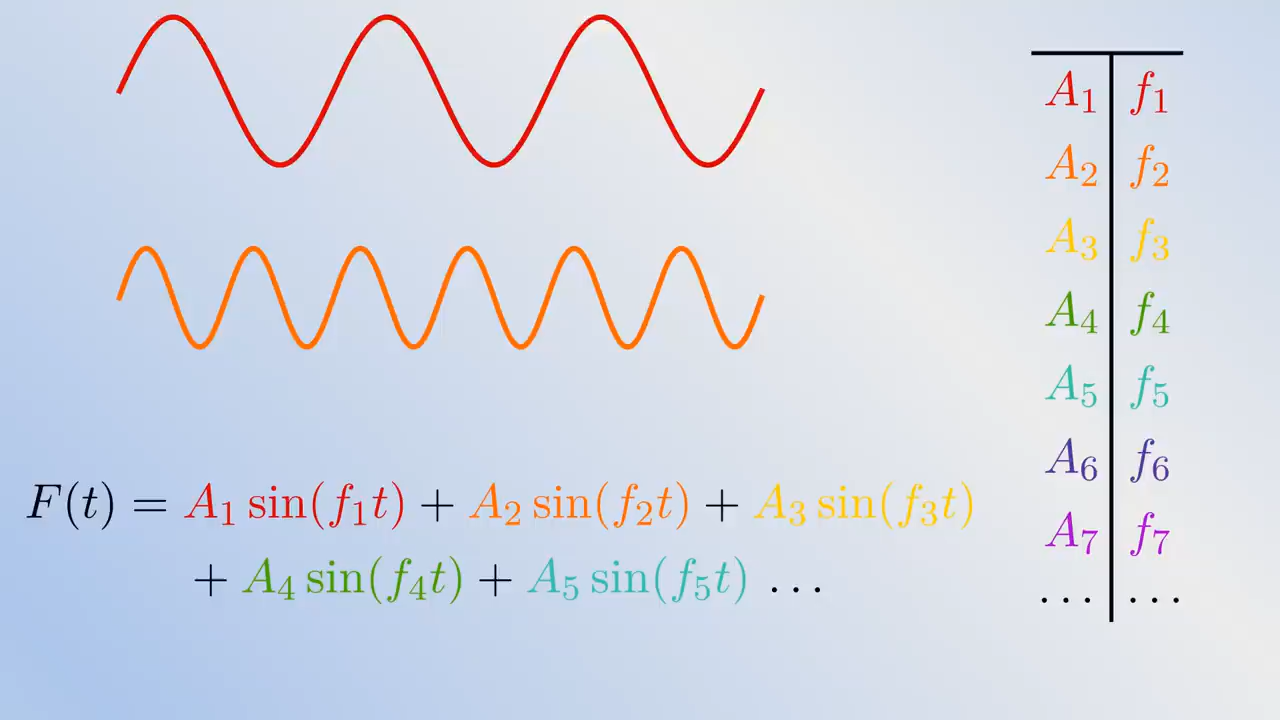 A₁ f₁
A₂ f₂
A₃ f₃
A₄ f₄
A₅ f₅
A₆ f₆
A₇ f₇
... ...
F(t) = A₁ sin(f₁t) + A₂ sin(f₂t) + A₃ sin(f₃t)
+ A₄ sin(f₄t) + A₅ sin(f₅t) ...